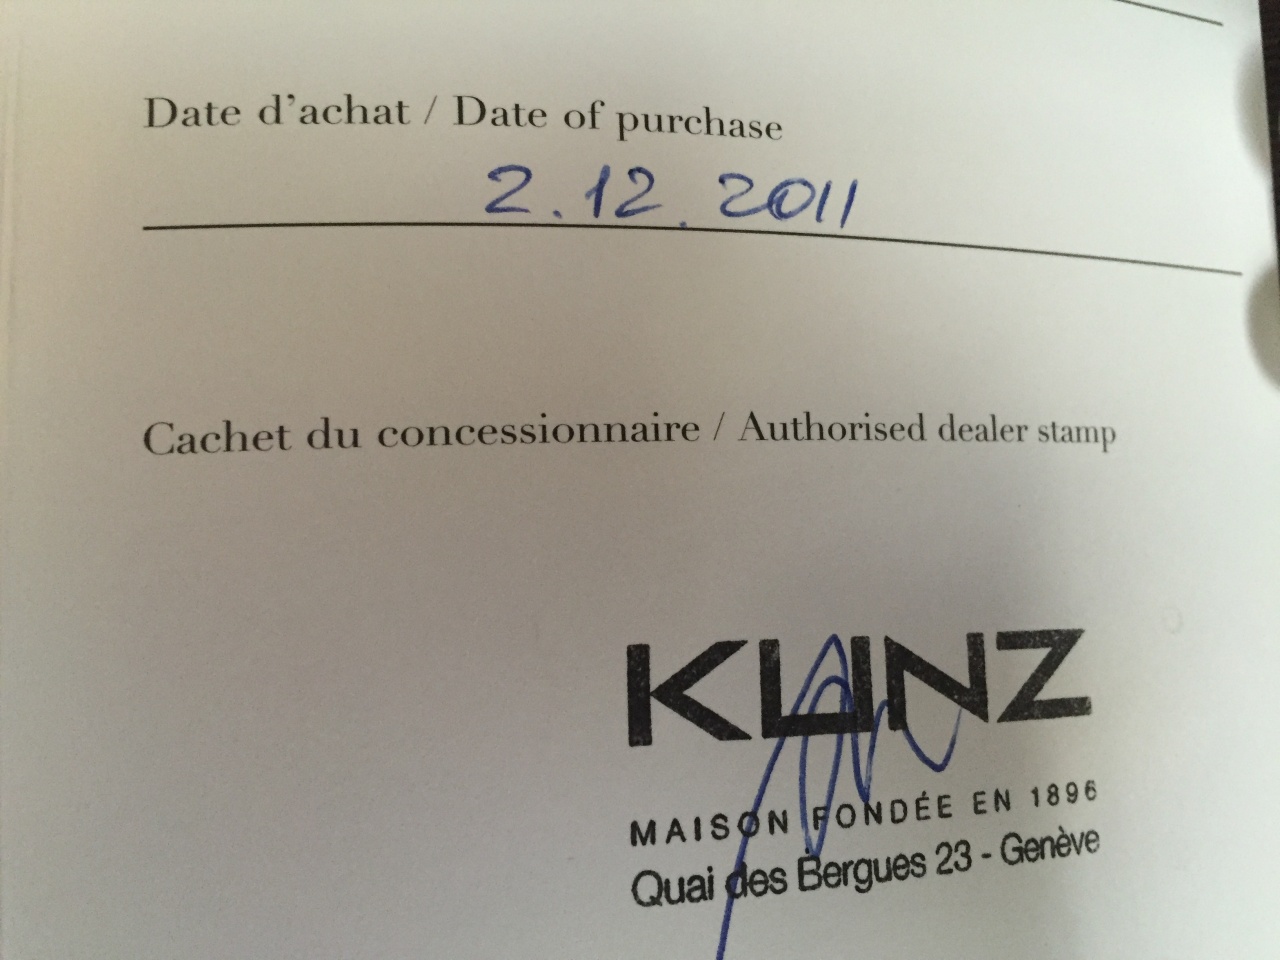 Date d'achat / Date of purchase
2.12.2011
Cachet du concessionnaire / Authorised dealer stamp
KUNZ
MAISON FONDÉE EN 1896
Quai des Bergues 23 - Genève